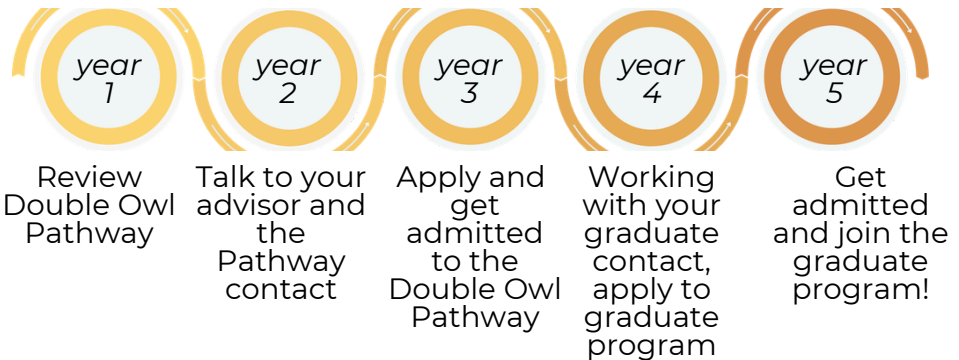 year
1
year
2
year
3
year
4
year
5
Review
Double Owl
Pathway
Talk to your
advisor and
the
Pathway
contact
Apply and
get
admitted
to the
Double Owl
Pathway
Working
with your
graduate
contact,
apply to
graduate
program
Get
admitted
and join the
graduate
program!